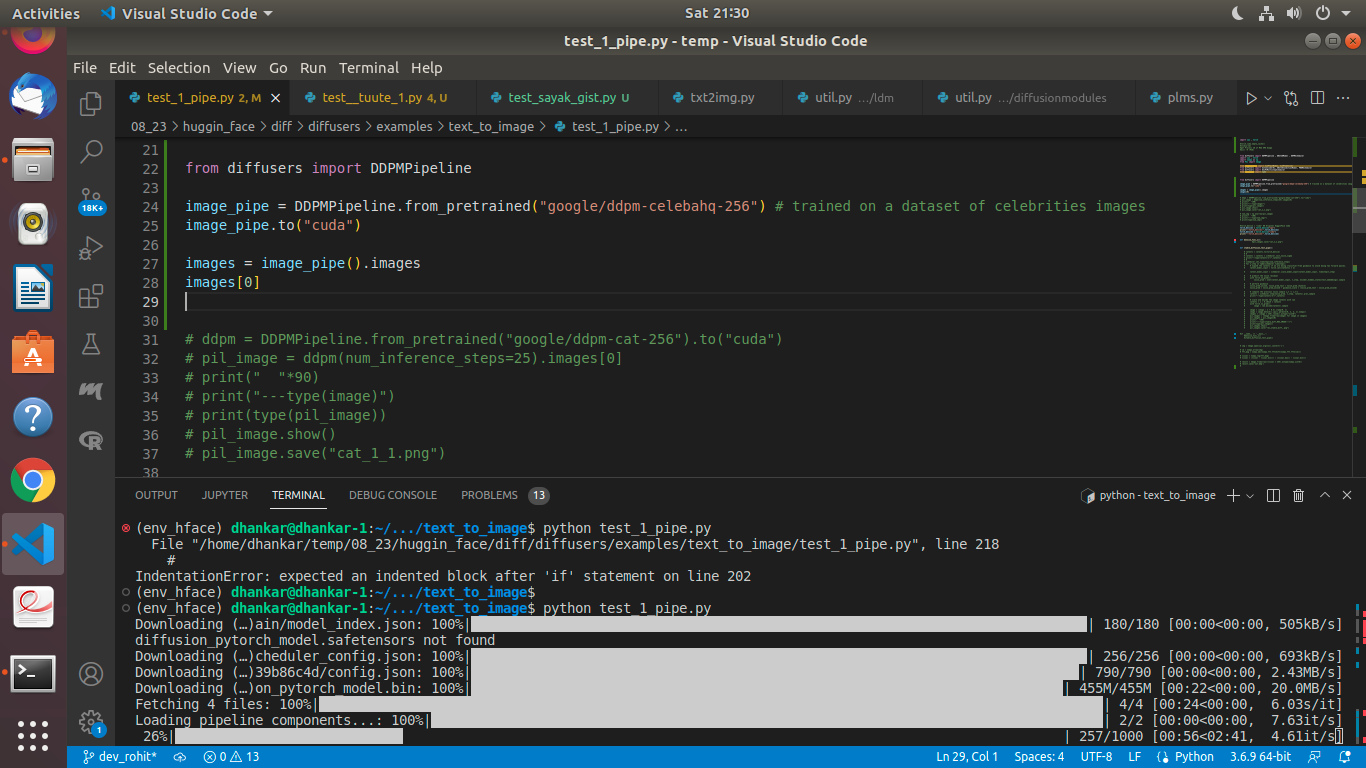 Activities Visual Studio Code Sat 21:30
test_1_pipe.py - temp - Visual Studio Code
File Edit Selection View Go Run Terminal Help
test_1_pipe.py 2, M test__tuute_1.py 4, U test_sayak_gist.py U txt2img.py util.py .../ldm util.py .../diffusionmodules plms.py
08_23 > huggin_face > diff > diffusers > examples > text_to_image > test_1_pipe.py > ...
21
22 from diffusers import DDPMPipeline
23
24 image_pipe = DDPMPipeline.from_pretrained("google/ddpm-celebahq-256") # trained on a dataset of celebrities images
25 image_pipe.to("cuda")
26
27 images = image_pipe().images
28 images[0]
29
30
31 # ddpm = DDPMPipeline.from_pretrained("google/ddpm-cat-256").to("cuda")
32 # pil_image = ddpm(num_inference_steps=25).images[0]
33 # print("  "*90)
34 # print("---type(image)")
35 # print(type(pil_image))
36 # pil_image.show()
37 # pil_image.save("cat_1_1.png")
38
18K+
OUTPUT JUPYTER TERMINAL DEBUG CONSOLE PROBLEMS 13 python - text_to_image
(env_hface) dhankar@dhankar-1:~/.../text_to_image$ python test_1_pipe.py
File "/home/dhankar/temp/08_23/huggin_face/diff/diffusers/examples/text_to_image/test_1_pipe.py", line 218
#
IndentationError: expected an indented block after 'if' statement on line 202
(env_hface) dhankar@dhankar-1:~/.../text_to_image$
(env_hface) dhankar@dhankar-1:~/.../text_to_image$ python test_1_pipe.py
Downloading (…)ain/model_index.json: 100%| | 180/180 [00:00<00:00, 505kB/s]
diffusion_pytorch_model.safetensors not found
Downloading (…)cheduler_config.json: 100%| | 256/256 [00:00<00:00, 693kB/s]
Downloading (…)39b86c4d/config.json: 100%| | 790/790 [00:00<00:00, 2.43MB/s]
Downloading (…)on_pytorch_model.bin: 100%| | 455M/455M [00:22<00:00, 20.0MB/s]
Fetching 4 files: 100%| | 4/4 [00:24<00:00,  6.03s/it]
Loading pipeline components...: 100%| | 2/2 [00:00<00:00,  7.63it/s]
26%| | 257/1000 [00:56<02:41,  4.61it/s]
1
dev_rohit* 0 13 Ln 29, Col 1 Spaces: 4 UTF-8 LF Python 3.6.9 64-bit